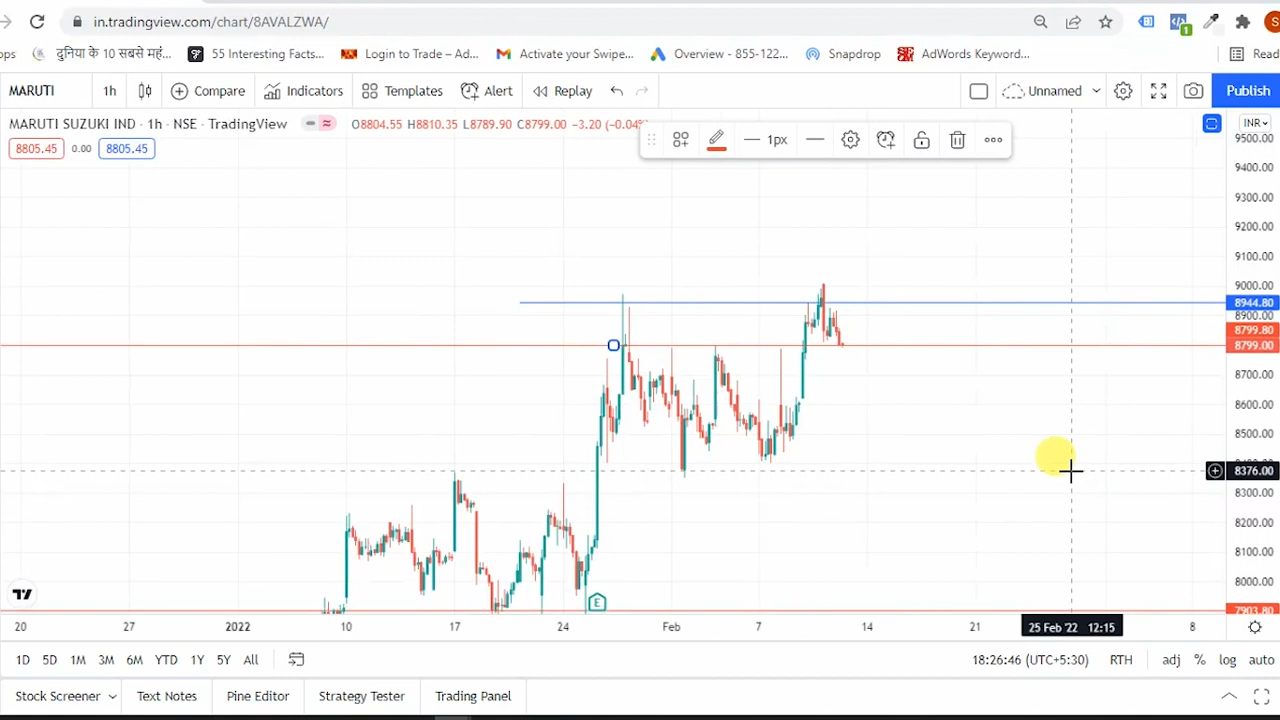 in.tradingview.com/chart/8AVALZWA/
ops दुनिया के 10 सबसे महं... 55 Interesting Facts... Login to Trade – Ad... Activate your Swipe... Overview - 855-122... Snapdrop AdWords Keyword... Read
MARUTI 1h Compare Indicators Templates Alert Replay Unnamed Publish
MARUTI SUZUKI IND · 1h · NSE · TradingView O8804.55 H8810.35 L8789.90 C8799.00 −3.20 (−0.04% INR
8805.45 0.00 8805.45 1px
9500.00
9400.00
9300.00
9200.00
9100.00
9000.00
8944.80
8900.00
8799.80
8799.00
8700.00
8600.00
8500.00
8376.00
8300.00
8200.00
8100.00
8000.00
E
7903.80
20 27 2022 10 17 24 Feb 7 14 21 25 Feb '22 12:15 8
1D 5D 1M 3M 6M YTD 1Y 5Y All 18:26:46 (UTC+5:30) RTH adj % log auto
Stock Screener Text Notes Pine Editor Strategy Tester Trading Panel